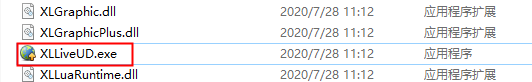 XLGraphic.dll 2020/7/28 11:12 应用程序扩展
XLGraphicPlus.dll 2020/7/28 11:12 应用程序扩展
XLLiveUD.exe 2020/7/28 11:12 应用程序
XLLuaRuntime.dll 2020/7/28 11:12 应用程序扩展